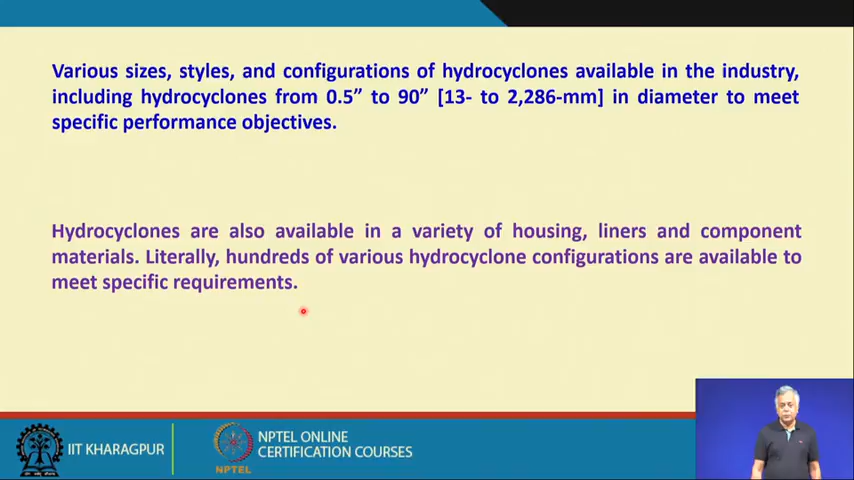 Various sizes, styles, and configurations of hydrocyclones available in the industry,
including hydrocyclones from 0.5” to 90” [13- to 2,286-mm] in diameter to meet
specific performance objectives.
Hydrocyclones are also available in a variety of housing, liners and component
materials. Literally, hundreds of various hydrocyclone configurations are available to
meet specific requirements.
IIT KHARAGPUR
NPTEL
NPTEL ONLINE
CERTIFICATION COURSES